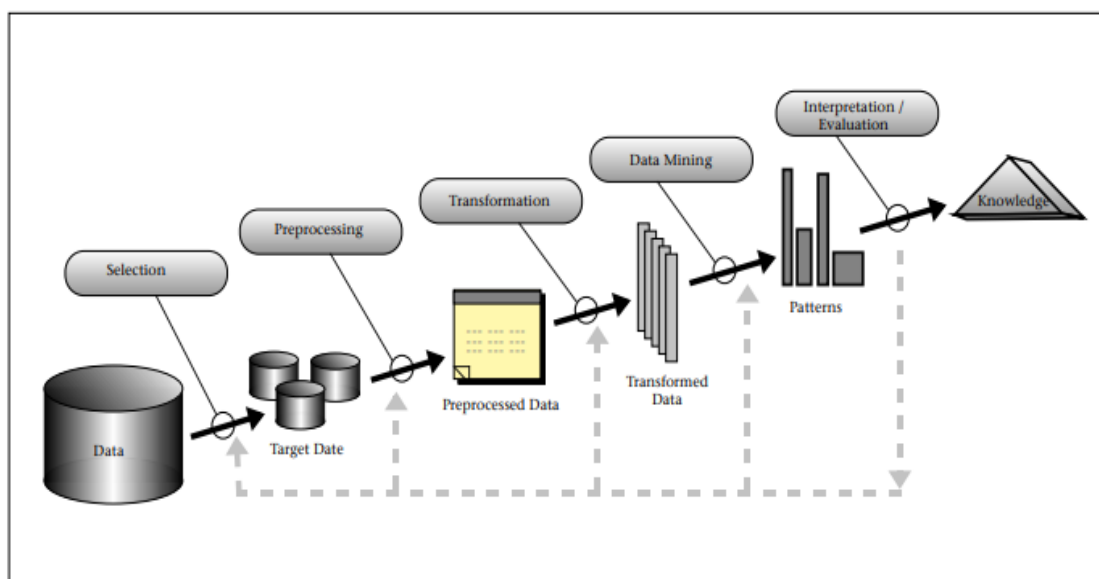 Interpretation /
Evaluation
Data Mining
Transformation
Preprocessing
Selection
Knowledge
Patterns
Transformed
Data
Preprocessed Data
Target Date
Data